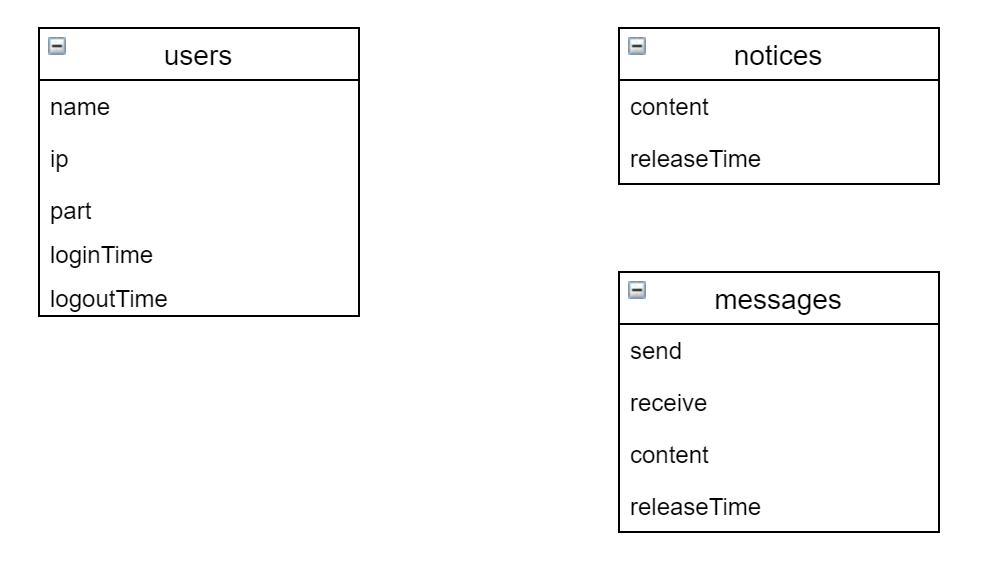 users
name
ip
part
loginTime
logoutTime
notices
content
releaseTime
messages
send
receive
content
releaseTime